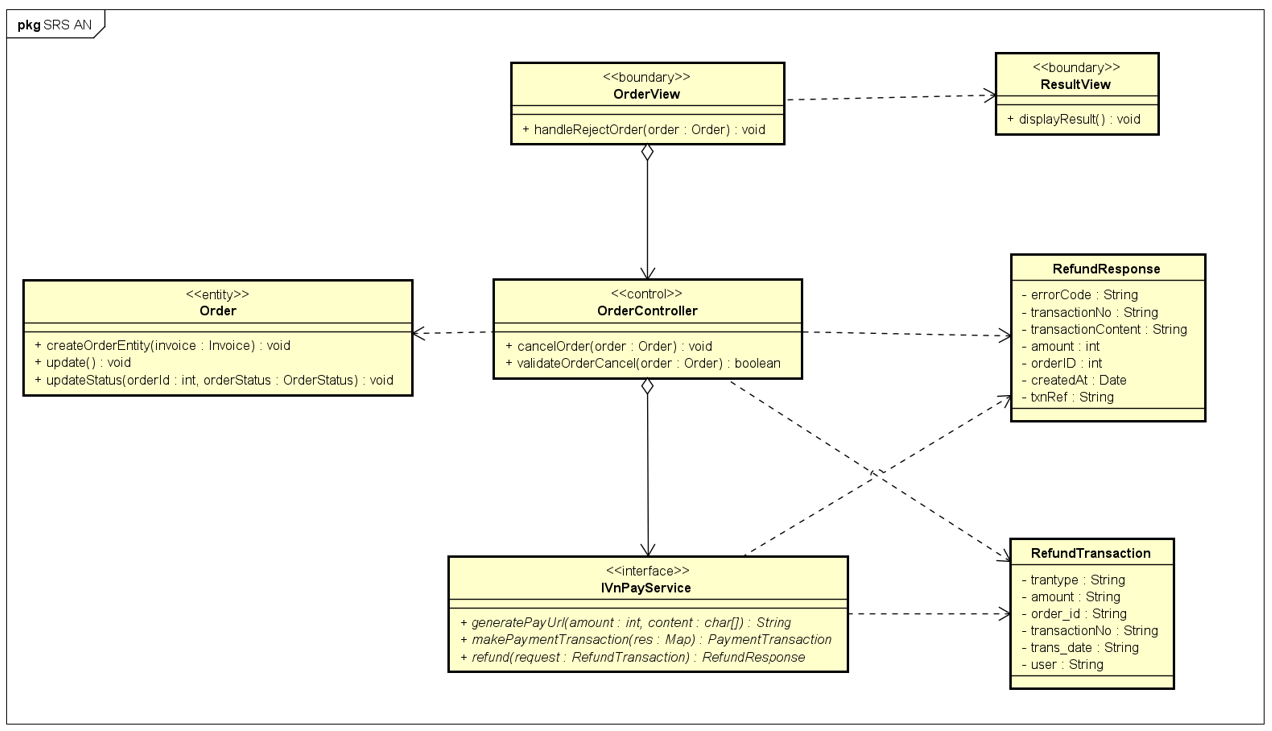 pkg SRS AN
<<boundary>>
OrderView
+ handleRejectOrder(order : Order) : void
<<boundary>>
ResultView
+ displayResult() : void
<<entity>>
Order
+ createOrderEntity(invoice : Invoice) : void
+ update() : void
+ updateStatus(orderId : int, orderStatus : OrderStatus) : void
<<control>>
OrderController
+ cancelOrder(order : Order) : void
+ validateOrderCancel(order : Order) : boolean
RefundResponse
- errorCode : String
- transactionNo : String
- transactionContent : String
- amount : int
- orderID : int
- createdAt : Date
- txnRef : String
<<interface>>
IVnPayService
+ generatePayUrl(amount : int, content : char[]) : String
+ makePaymentTransaction(res : Map) : PaymentTransaction
+ refund(request : RefundTransaction) : RefundResponse
RefundTransaction
- trantype : String
- amount : String
- order_id : String
- transactionNo : String
- trans_date : String
- user : String